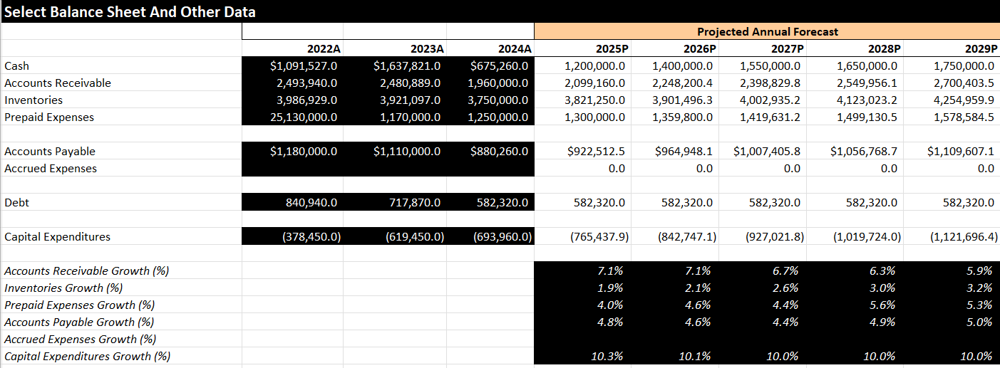 Select Balance Sheet And Other Data
Projected Annual Forecast
2022A 2023A 2024A 2025P 2026P 2027P 2028P 2029P
Cash $1,091,527.0 $1,637,821.0 $675,260.0 1,200,000.0 1,400,000.0 1,550,000.0 1,650,000.0 1,750,000.0
Accounts Receivable 2,493,940.0 2,480,889.0 1,960,000.0 2,099,160.0 2,248,200.4 2,398,829.8 2,549,956.1 2,700,403.5
Inventories 3,986,929.0 3,921,097.0 3,750,000.0 3,821,250.0 3,901,496.3 4,002,935.2 4,123,023.2 4,254,959.9
Prepaid Expenses 25,130,000.0 1,170,000.0 1,250,000.0 1,300,000.0 1,359,800.0 1,419,631.2 1,499,130.5 1,578,584.5
Accounts Payable $1,180,000.0 $1,110,000.0 $880,260.0 $922,512.5 $964,948.1 $1,007,405.8 $1,056,768.7 $1,109,607.1
Accrued Expenses 0.0 0.0 0.0 0.0 0.0
Debt 840,940.0 717,870.0 582,320.0 582,320.0 582,320.0 582,320.0 582,320.0 582,320.0
Capital Expenditures (378,450.0) (619,450.0) (693,960.0) (765,437.9) (842,747.1) (927,021.8) (1,019,724.0) (1,121,696.4)
Accounts Receivable Growth (%) 7.1% 7.1% 6.7% 6.3% 5.9%
Inventories Growth (%) 1.9% 2.1% 2.6% 3.0% 3.2%
Prepaid Expenses Growth (%) 4.0% 4.6% 4.4% 5.6% 5.3%
Accounts Payable Growth (%) 4.8% 4.6% 4.4% 4.9% 5.0%
Accrued Expenses Growth (%)
Capital Expenditures Growth (%) 10.3% 10.1% 10.0% 10.0% 10.0%